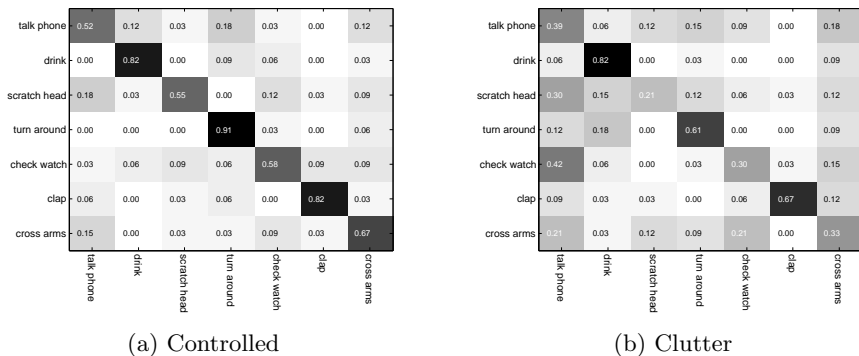 talk phone 0.52 0.12 0.03 0.18 0.03 0.00 0.12
drink 0.00 0.82 0.00 0.09 0.06 0.00 0.03
scratch head 0.18 0.03 0.55 0.00 0.12 0.03 0.09
turn around 0.00 0.00 0.00 0.91 0.03 0.00 0.06
check watch 0.03 0.06 0.09 0.06 0.58 0.09 0.09
clap 0.06 0.00 0.03 0.06 0.00 0.82 0.03
cross arms 0.15 0.00 0.03 0.03 0.09 0.03 0.67
talk phone drink scratch head turn around check watch clap cross arms
(a) Controlled
talk phone 0.39 0.06 0.12 0.15 0.09 0.00 0.18
drink 0.06 0.82 0.00 0.03 0.00 0.00 0.09
scratch head 0.30 0.15 0.21 0.12 0.06 0.03 0.12
turn around 0.12 0.18 0.00 0.61 0.00 0.00 0.09
check watch 0.42 0.06 0.00 0.03 0.30 0.03 0.15
clap 0.09 0.03 0.03 0.06 0.00 0.67 0.12
cross arms 0.21 0.03 0.12 0.09 0.21 0.00 0.33
talk phone drink scratch head turn around check watch clap cross arms
(b) Clutter